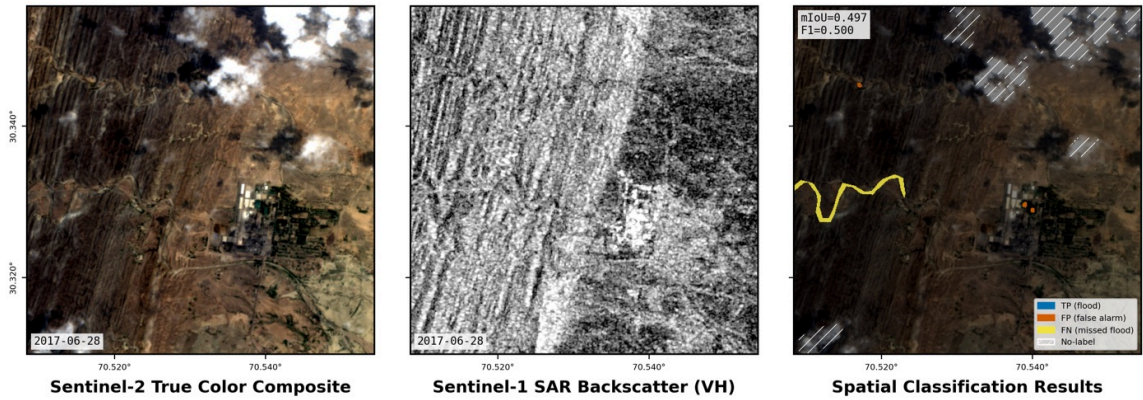 mIoU=0.497
F1=0.500
30.340°
30.320°
2017-06-28
2017-06-28
TP (flood)
FP (false alarm)
FN (missed flood)
No-label
70.520°
70.540°
70.520°
70.540°
70.520°
70.540°
Sentinel-2 True Color Composite
Sentinel-1 SAR Backscatter (VH)
Spatial Classification Results